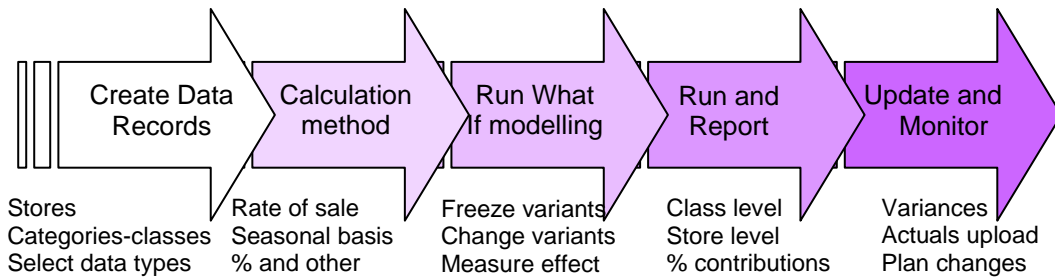 Create Data
Records
Calculation
method
Run What
If modelling
Run and
Report
Update and
Monitor
Stores
Categories-classes
Select data types
Rate of sale
Seasonal basis
% and other
Freeze variants
Change variants
Measure effect
Class level
Store level
% contributions
Variances
Actuals upload
Plan changes